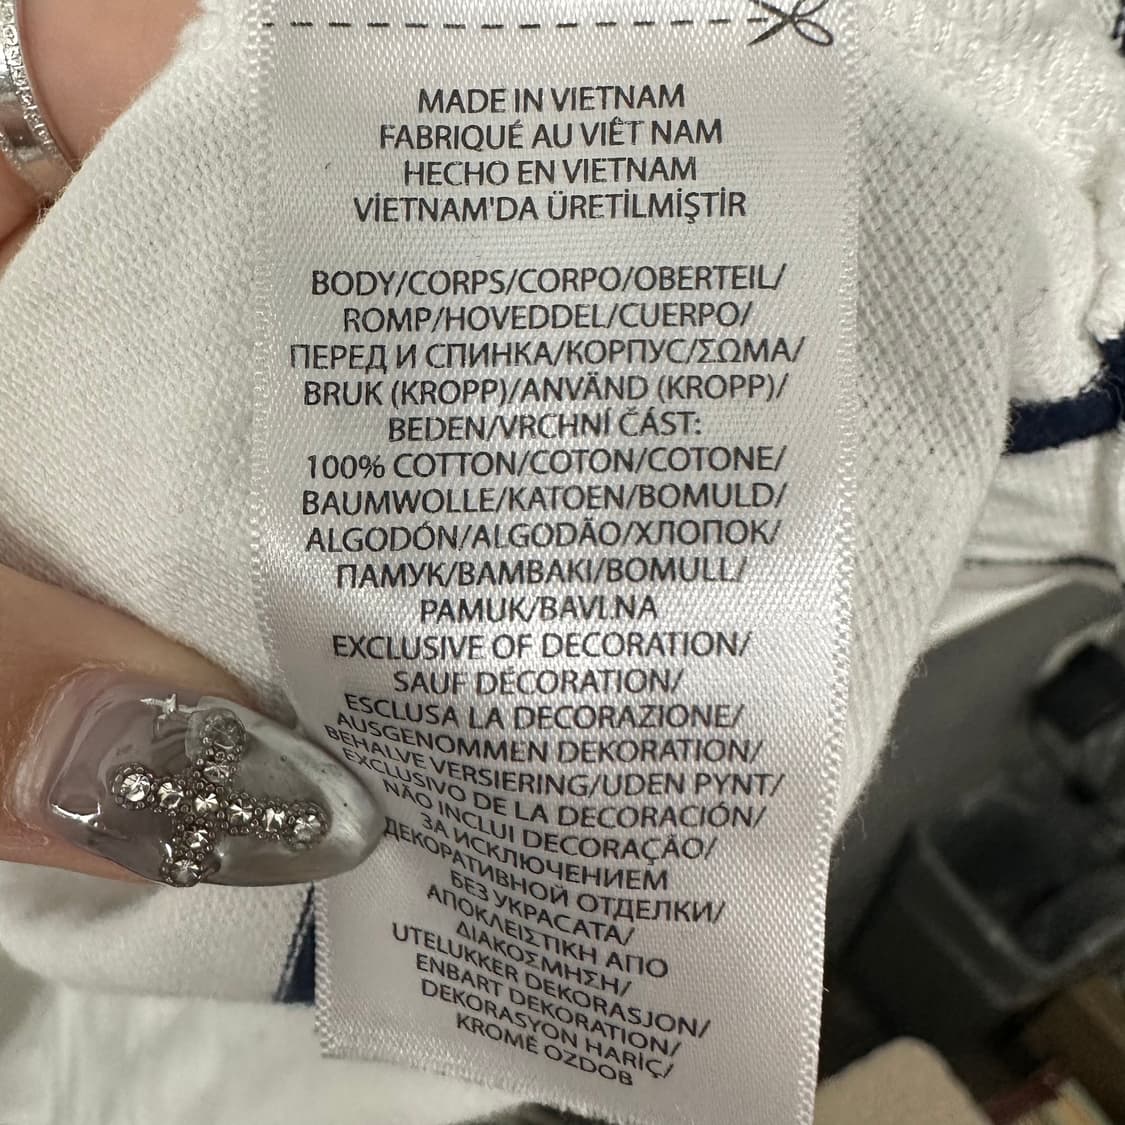 MADE IN VIETNAM
FABRIQUÉ AU VIÊT NAM
HECHO EN VIETNAM
VİETNAM'DA ÜRETİLMİŞTİR
BODY/CORPS/CORPO/OBERTEIL/
ROMP/HOVEDDEL/CUERPO/
ПЕРЕД И СПИНКА/КОРПУС/ΣΩΜΑ/
BRUK (KROPP)/ANVÄND (KROPP)/
BEDEN/VRCHNÍ ČÁST:
100% COTTON/COTON/COTONE/
BAUMWOLLE/KATOEN/BOMULD/
ALGODÓN/ALGODÃO/ХЛОПОК/
ПАМУК/ΒΑΜΒΑΚΙ/BOMULL/
PAMUK/BAVLNA
EXCLUSIVE OF DECORATION/
SAUF DÉCORATION/
ESCLUSA LA DECORAZIONE/
AUSGENOMMEN DEKORATION/
BEHALVE VERSIERING/UDEN PYNT/
EXCLUSIVO DE LA DECORACIÓN/
NÃO INCLUI DECORAÇÃO/
ЗА ИСКЛЮЧЕНИЕМ
ДЕКОРАТИВНОЙ ОТДЕЛКИ/
БЕЗ УКРАСАТА/
ΑΠΟΚΛΕΙΣΤΙΚΗ ΑΠΟ
ΔΙΑΚΟΣΜΗΣΗ/
UTELUKKER DEKORASJON/
ENBART DEKORATION/
DEKORASYON HARİÇ/
KROMĚ OZDOB